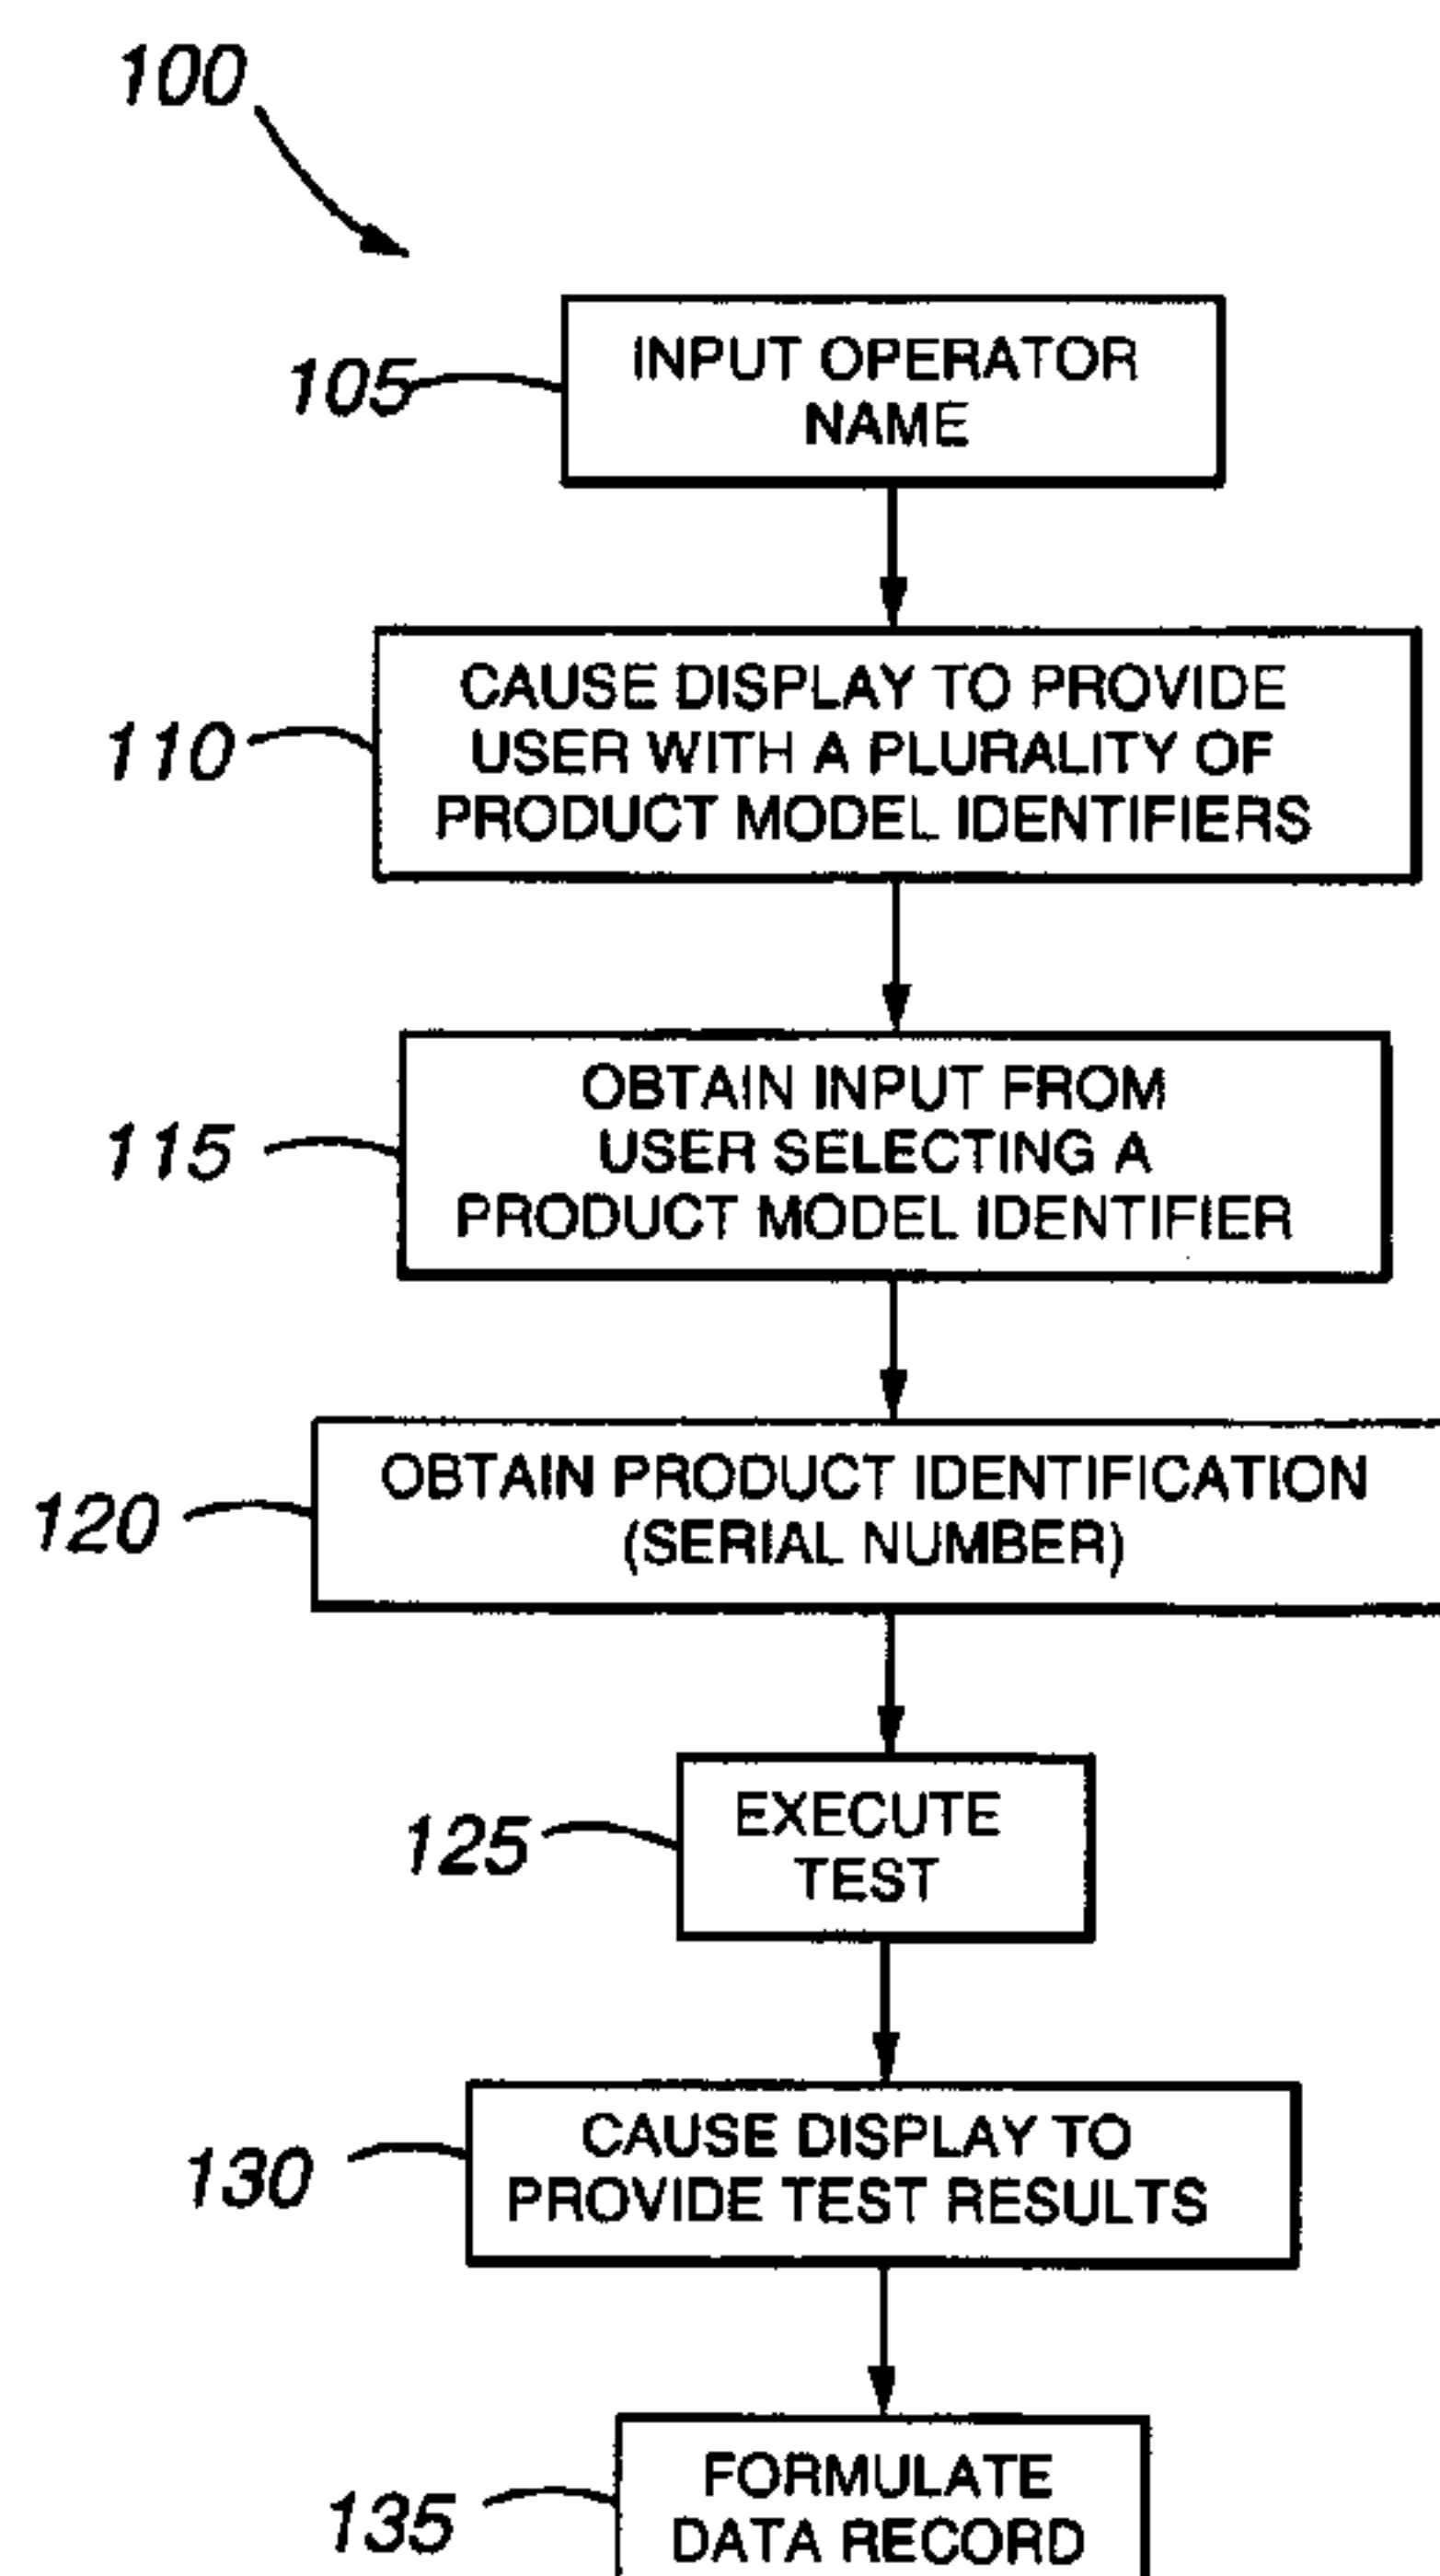 100
105
INPUT OPERATOR
NAME
110
CAUSE DISPLAY TO PROVIDE
USER WITH A PLURALITY OF
PRODUCT MODEL IDENTIFIERS
115
OBTAIN INPUT FROM
USER SELECTING A
PRODUCT MODEL IDENTIFIER
120
OBTAIN PRODUCT IDENTIFICATION
(SERIAL NUMBER)
125
EXECUTE
TEST
130
CAUSE DISPLAY TO
PROVIDE TEST RESULTS
135
FORMULATE
DATA RECORD